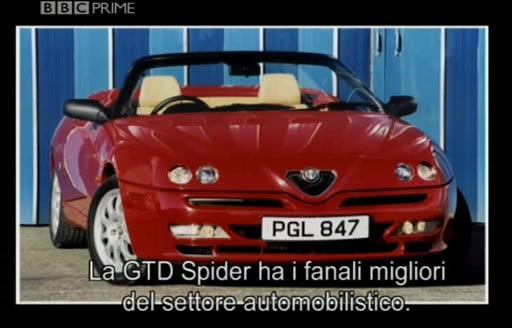 BBC PRIME
PGL 847
La GTD Spider ha i fanali migliori
del settore automobilistico.